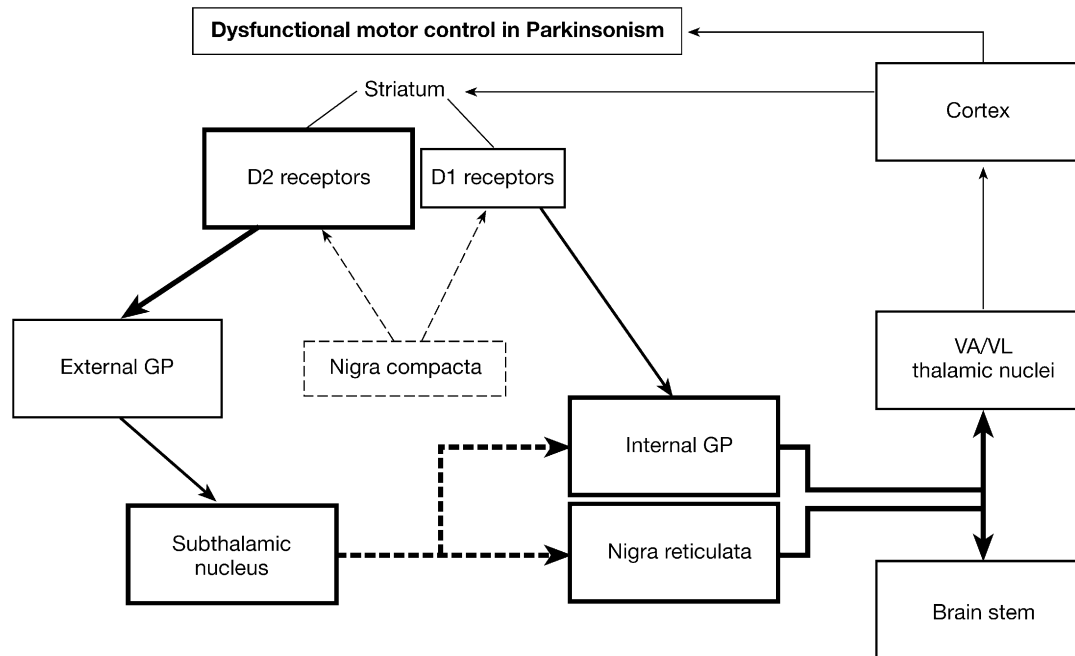 Dysfunctional motor control in Parkinsonism
Striatum
Cortex
D2 receptors
D1 receptors
External GP
Nigra compacta
VA/VL
thalamic nuclei
Internal GP
Subthalamic
nucleus
Nigra reticulata
Brain stem